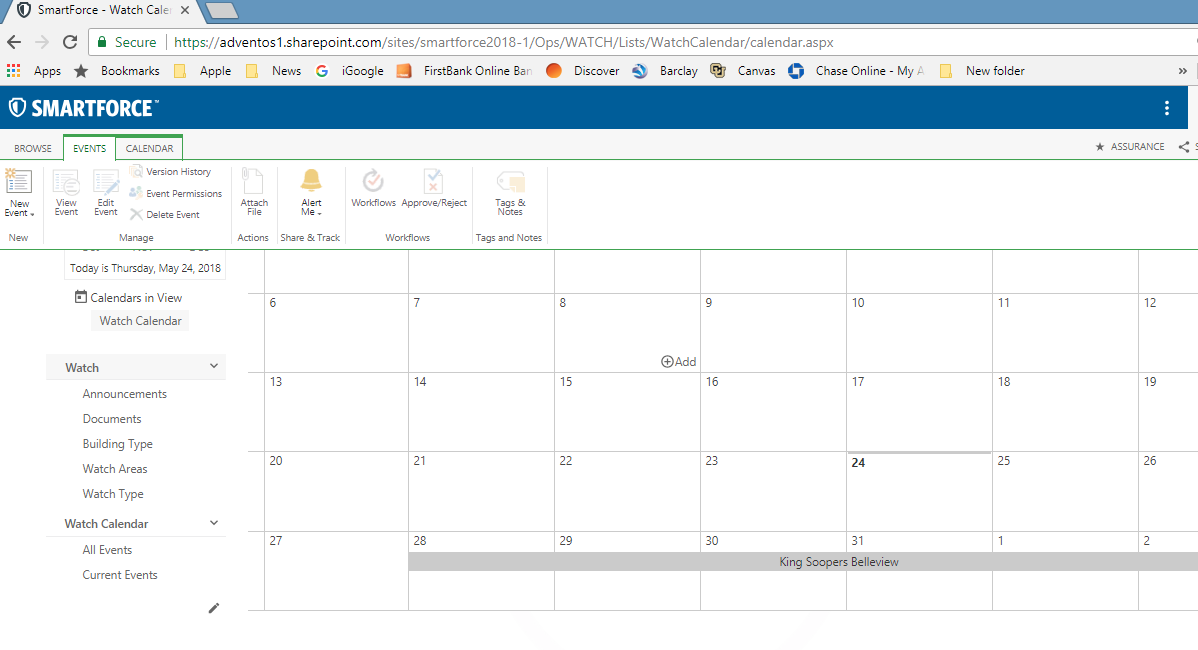 SmartForce - Watch Cale
Secure https://adventos1.sharepoint.com/sites/smartforce2018-1/Ops/WATCH/Lists/WatchCalendar/calendar.aspx
Apps Bookmarks Apple News iGoogle FirstBank Online Ban Discover Barclay Canvas Chase Online - My A New folder »
SMARTFORCE™
BROWSE EVENTS CALENDAR ASSURANCE S
New Event
View Event
Edit Event
Version History
Event Permissions
Delete Event
Attach File
Alert Me
Workflows Approve/Reject
Tags & Notes
New Manage Actions Share & Track Workflows Tags and Notes
Today is Thursday, May 24, 2018
Calendars in View
Watch Calendar
Watch
Announcements
Documents
Building Type
Watch Areas
Watch Type
Watch Calendar
All Events
Current Events
6 7 8 9 10 11 12
Add
13 14 15 16 17 18 19
20 21 22 23 24 25 26
27 28 29 30 31 1 2
King Soopers Belleview